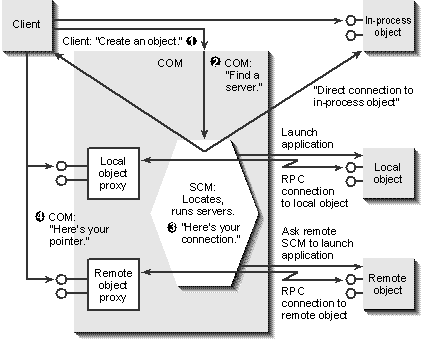 Client
In-process
object
Client: "Create an object." ❶
COM
❷ COM:
"Find a
server."
"Direct connection to
in-process object"
Launch
application
Local
object
proxy
RPC
connection
to local object
Local
object
SCM:
Locates,
runs servers.
❸ "Here's your
connection."
❹ COM:
"Here's your
pointer."
Ask remote
SCM to launch
application
Remote
object
proxy
RPC
connection to
remote object
Remote
object